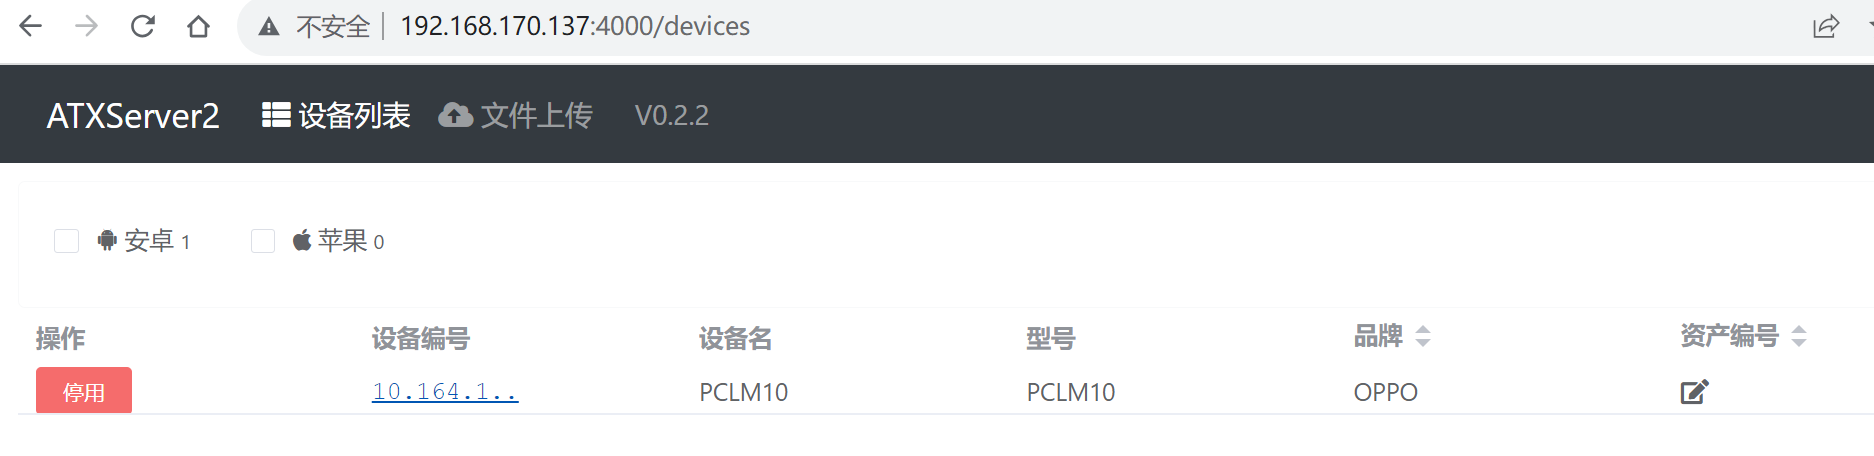 不安全 192.168.170.137:4000/devices
ATXServer2 设备列表 文件上传 V0.2.2
安卓 1 苹果 0
操作 设备编号 设备名 型号 品牌 资产编号
停用 10.164.1.. PCLM10 PCLM10 OPPO